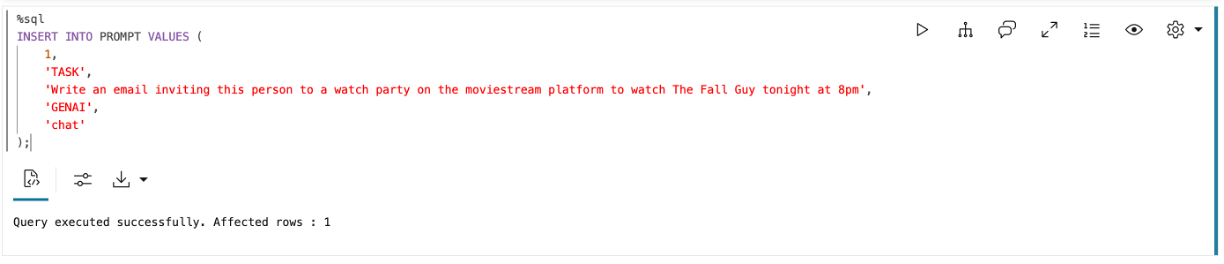 %sql
INSERT INTO PROMPT VALUES (
1,
'TASK',
'Write an email inviting this person to a watch party on the moviestream platform to watch The Fall Guy tonight at 8pm',
'GENAI',
'chat'
);
Query executed successfully. Affected rows : 1